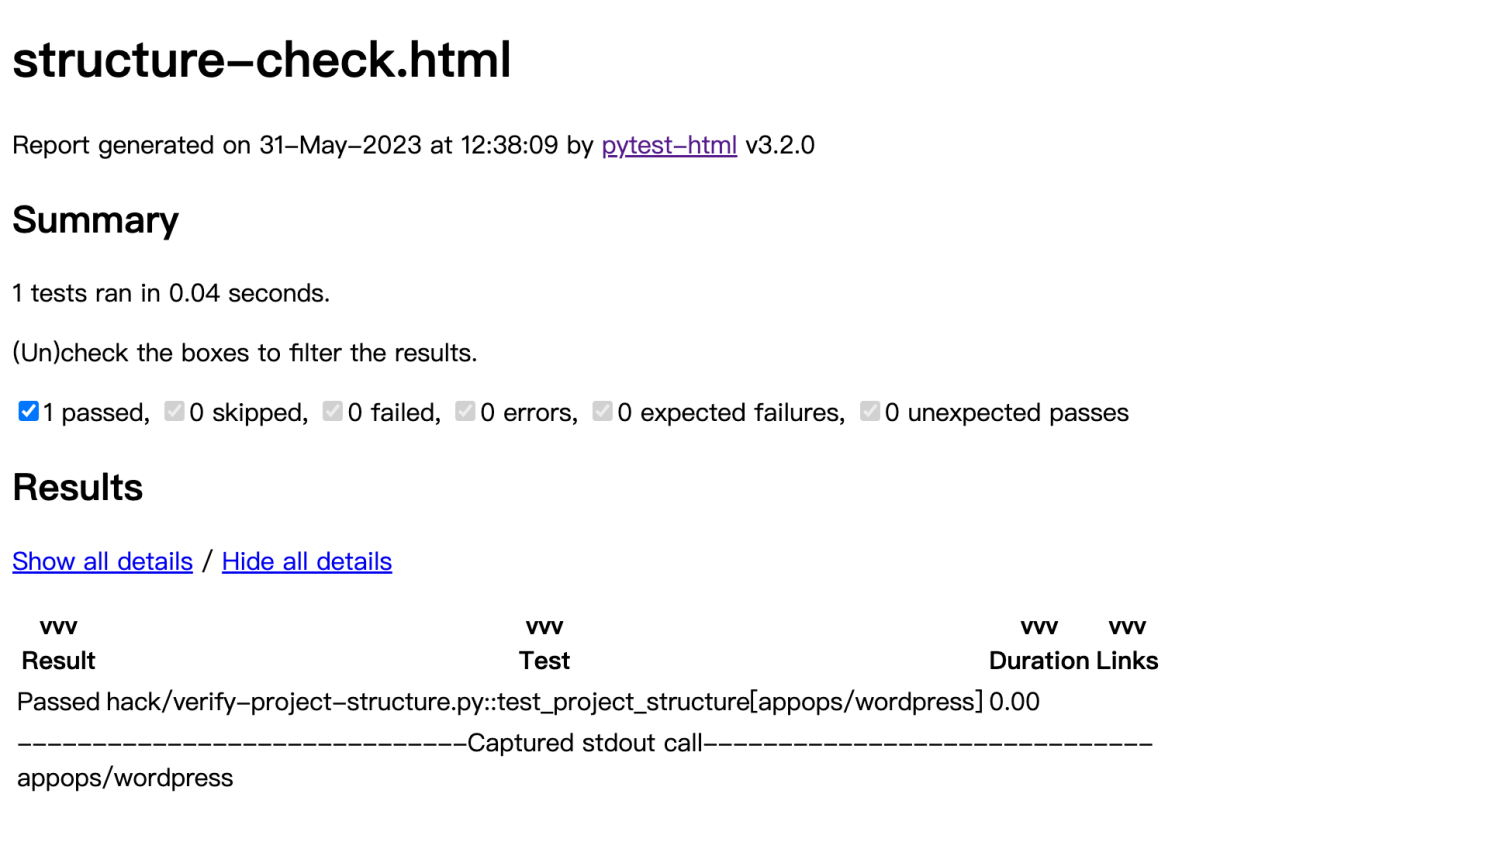 structure-check.html
Report generated on 31-May-2023 at 12:38:09 by pytest-html v3.2.0
Summary
1 tests ran in 0.04 seconds.
(Un)check the boxes to filter the results.
1 passed, 0 skipped, 0 failed, 0 errors, 0 expected failures, 0 unexpected passes
Results
Show all details / Hide all details
vvv vvv vvv vvv
Result Test Duration Links
Passed hack/verify-project-structure.py::test_project_structure[appops/wordpress] 0.00
------------------------------Captured stdout call------------------------------
appops/wordpress